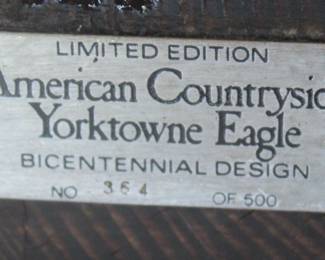 LIMITED EDITION
American Countrysid
Yorktowne Eagle
BICENTENNIAL DESIGN
NO 364 OF 500